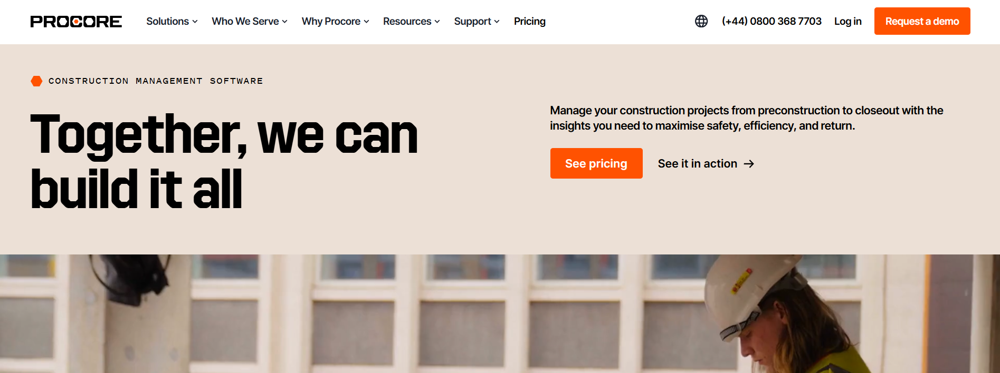 PROCORE
Solutions
Who We Serve
Why Procore
Resources
Support
Pricing
(+44) 0800 368 7703
Log in
Request a demo
CONSTRUCTION MANAGEMENT SOFTWARE
Together, we can
build it all
Manage your construction projects from preconstruction to closeout with the
insights you need to maximise safety, efficiency, and return.
See pricing
See it in action →